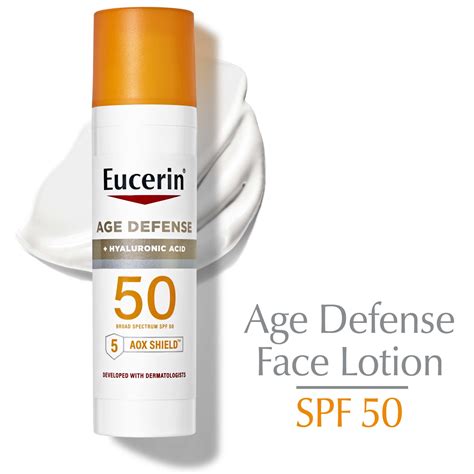 Eucerin®
AGE DEFENSE
+ HYALURONIC ACID
50
BROAD SPECTRUM SPF 50
5 AOX SHIELD™
DEVELOPED WITH DERMATOLOGISTS
Age Defense
Face Lotion
SPF 50